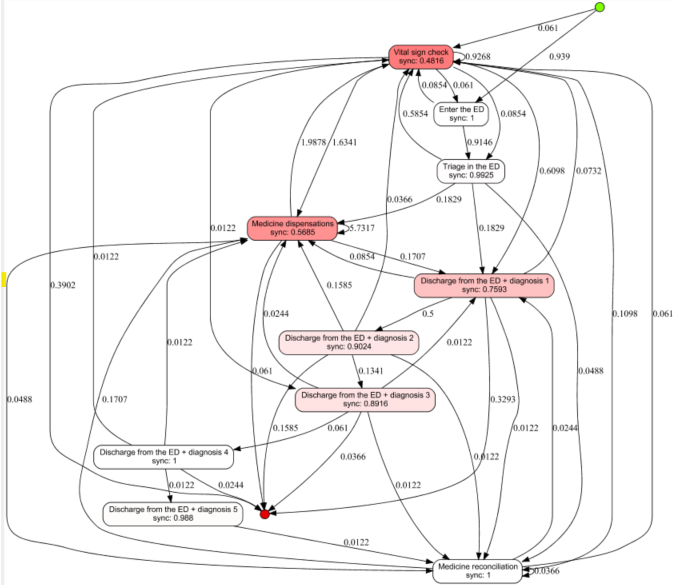 0.061
Vital sign check
sync: 0.4816
0.9268
0.939
0.0854
0.061
Enter the ED
sync: 1
0.5854
0.0854
1.9878
1.6341
0.9146
Triage in the ED
sync: 0.9925
0.6098
0.0732
0.0366
0.1829
Medicine dispensations
sync: 0.5685
5.7317
0.0122
0.1829
0.0122
0.0854
0.1707
Discharge from the ED + diagnosis 1
sync: 0.7593
0.3902
0.1585
0.0244
0.5
0.1098
0.061
Discharge from the ED + diagnosis 2
sync: 0.9024
0.0122
0.0122
0.061
0.1341
0.0488
0.0488
0.1707
Discharge from the ED + diagnosis 3
sync: 0.8916
0.3293
0.1585
0.061
0.0122
0.0244
Discharge from the ED + diagnosis 4
sync: 1
0.0366
0.0122
0.0122
0.0244
0.0122
Discharge from the ED + diagnosis 5
sync: 0.988
0.0122
Medicine reconciliation
sync: 1
0.0366